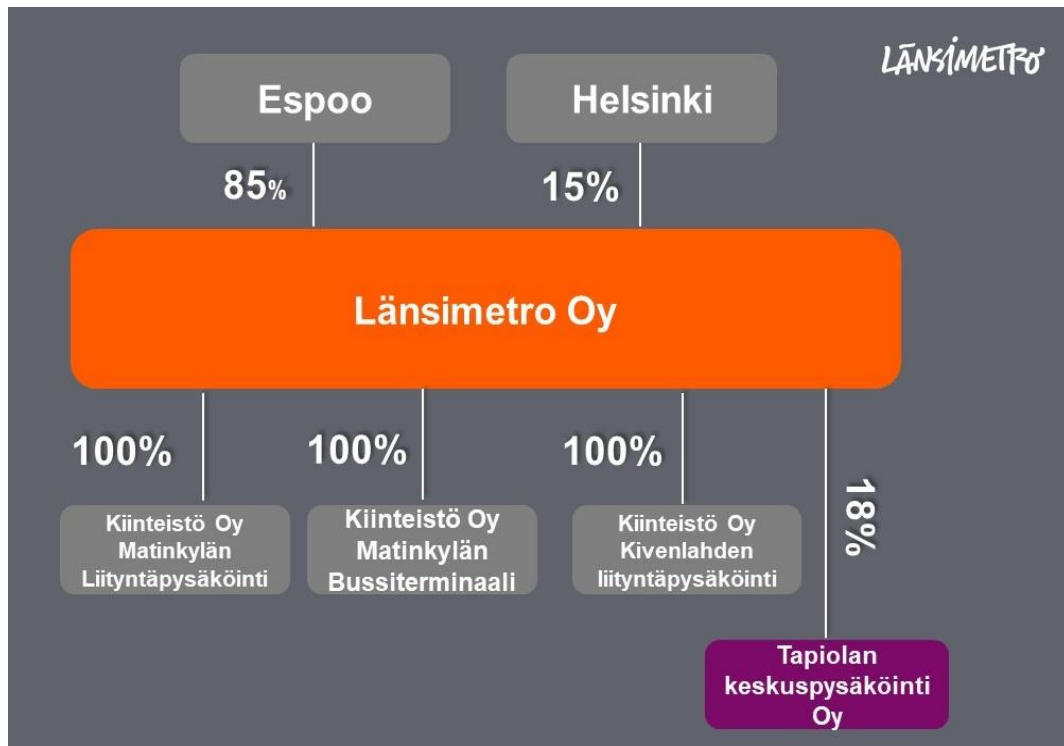 LÄNSIMETRO
Espoo
Helsinki
85%
15%
Länsimetro Oy
100%
100%
100%
18%
Kiinteistö Oy
Matinkylän
Liityntäpysäköinti
Kiinteistö Oy
Matinkylän
Bussiterminaali
Kiinteistö Oy
Kivenlahden
liityntäpysäköinti
Tapiolan
keskuspysäköinti
Oy